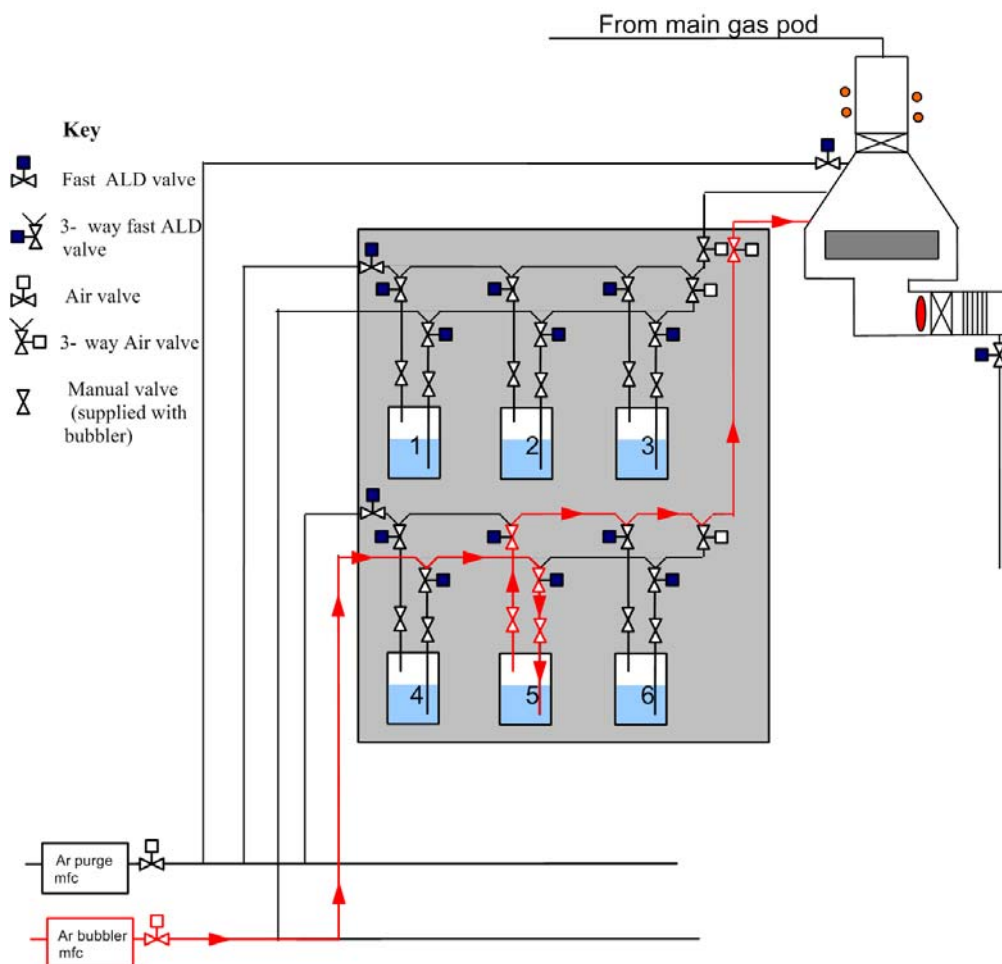 From main gas pod
Key
Fast ALD valve
3- way fast ALD
valve
Air valve
3- way Air valve
Manual valve
(supplied with
bubbler)
1
2
3
4
5
6
Ar purge
mfc
Ar bubbler
mfc